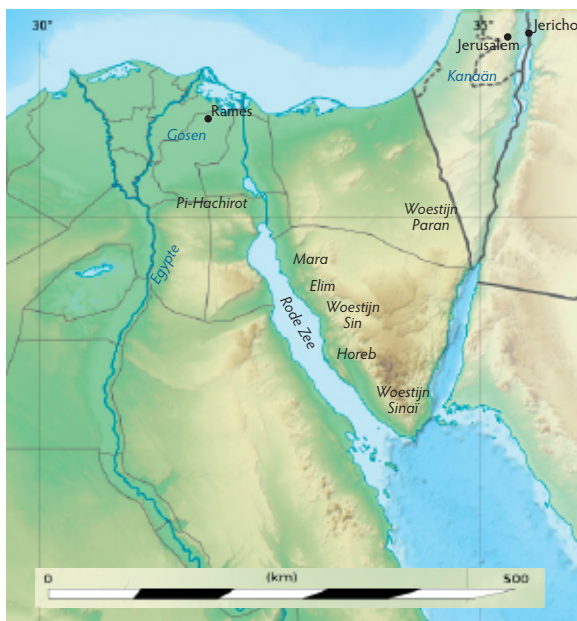 30°
35°
Jericho
Jerusalem
Kanaän
Rames
Gosen
Pi-Hachirot
Woestijn
Paran
Egypte
Mara
Elim
Woestijn
Sin
Rode Zee
Horeb
Woestijn
Sinaï
0
(km)
500